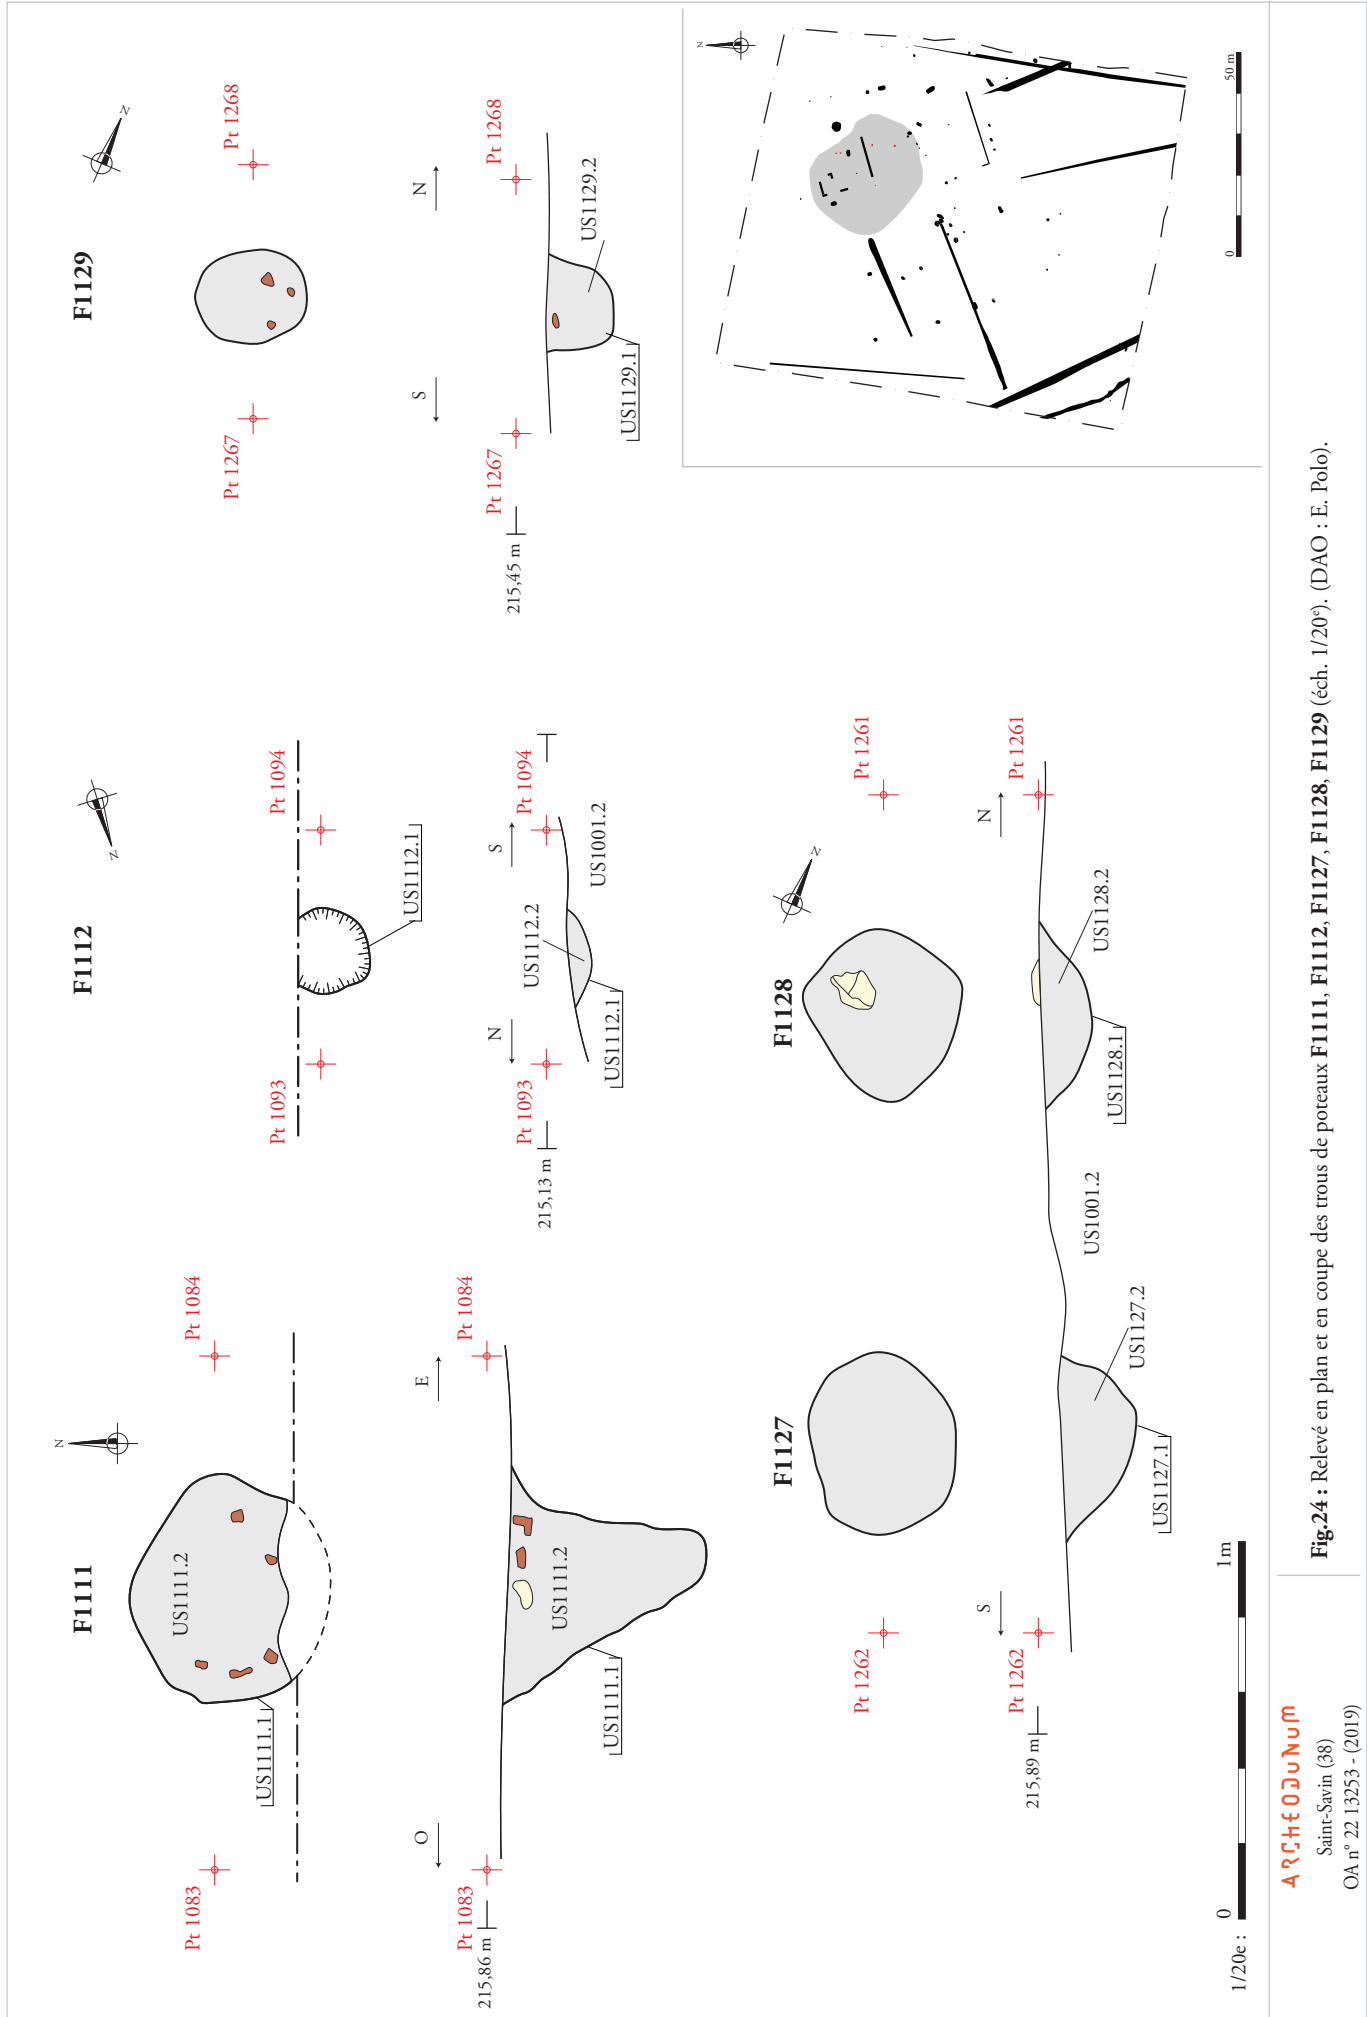 F1111
N
US1111.2
US1111.1
Pt 1083
Pt 1084
O
E
Pt 1083
Pt 1084
215,86 m
US1111.2
US1111.1
F1112
N
Pt 1093
Pt 1094
US1112.1
N
S
Pt 1093
Pt 1094
215,13 m
US1112.2
US1001.2
US1112.1
F1129
N
Pt 1267
Pt 1268
S
N
Pt 1267
Pt 1268
215,45 m
US1129.2
US1129.1
F1127
F1128
N
Pt 1262
Pt 1261
S
N
Pt 1262
Pt 1261
215,89 m
US1127.2
US1127.1
US1001.2
US1128.2
US1128.1
N
0
50 m
1/20e :
0
1m
ARCHEODUNUM
Saint-Savin (38)
OA n° 22 13253 - (2019)
Fig.24 : Relevé en plan et en coupe des trous de poteaux F1111, F1112, F1127, F1128, F1129 (éch. 1/20e). (DAO : E. Polo).